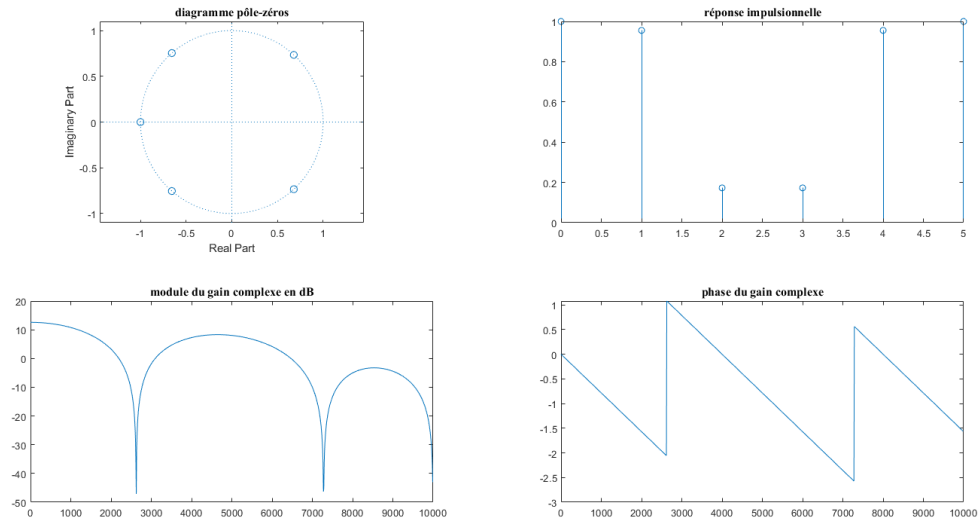 diagramme pôle-zéros
1
0.5
0
-0.5
-1
Imaginary Part
-1 -0.5 0 0.5 1
Real Part
réponse impulsionnelle
1
0.8
0.6
0.4
0.2
0
0 0.5 1 1.5 2 2.5 3 3.5 4 4.5 5
module du gain complexe en dB
20
10
0
-10
-20
-30
-40
-50
0 1000 2000 3000 4000 5000 6000 7000 8000 9000 10000
phase du gain complexe
1
0.5
0
-0.5
-1
-1.5
-2
-2.5
-3
0 1000 2000 3000 4000 5000 6000 7000 8000 9000 10000